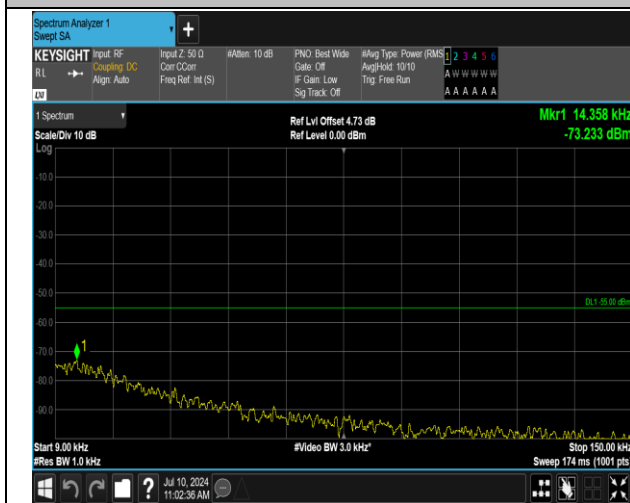 Spectrum Analyzer 1
Swept SA
+
KEYSIGHT
RL
LXI
Input: RF
Coupling: DC
Align: Auto
Input Z: 50 Ω
Corr CCorr
Freq Ref: Int (S)
#Atten: 10 dB
PNO: Best Wide
Gate: Off
IF Gain: Low
Sig Track: Off
#Avg Type: Power (RMS
Avg|Hold: 10/10
Trig: Free Run
1 2 3 4 5 6
A W W W W W
A A A A A A
1 Spectrum
Scale/Div 10 dB
Log
Ref Lvl Offset 4.73 dB
Ref Level 0.00 dBm
Mkr1 14.358 kHz
-73.233 dBm
-10.0
-20.0
-30.0
-40.0
-50.0
DL1 -55.00 dBm
-60.0
-70.0
1
-80.0
-90.0
Start 9.00 kHz
#Res BW 1.0 kHz
#Video BW 3.0 kHz*
Stop 150.00 kHz
Sweep 174 ms (1001 pts)
?
Jul 10, 2024
11:02:36 AM